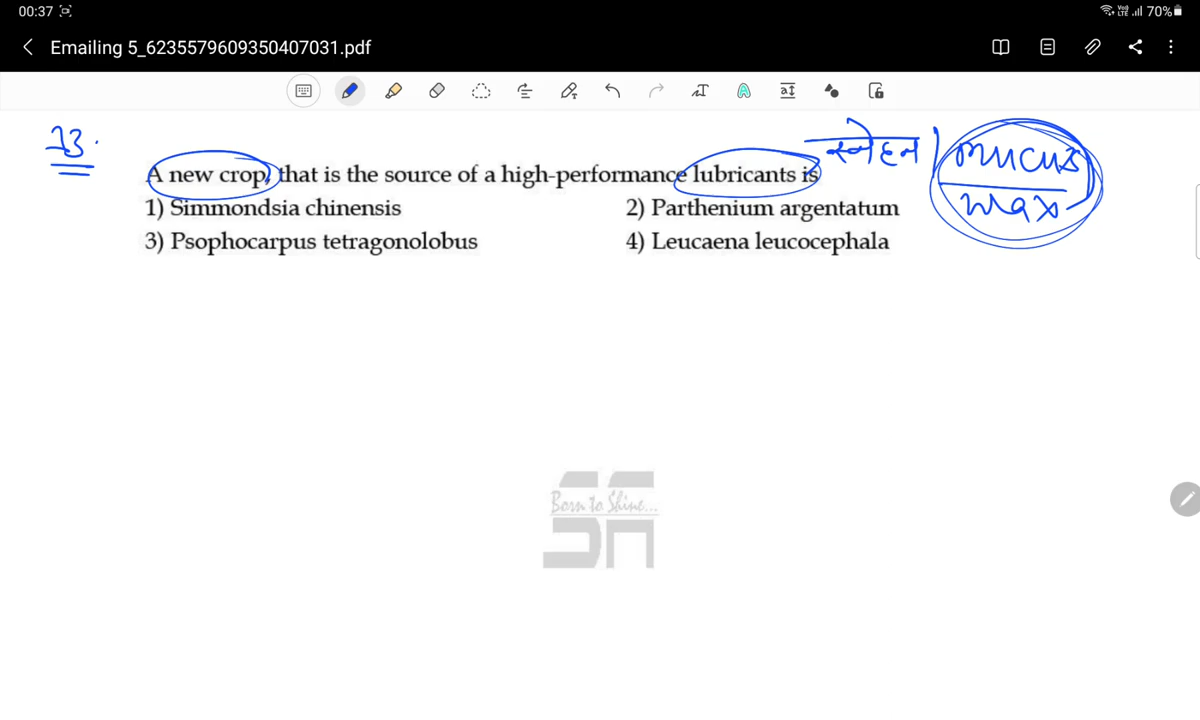 00:37 70%
Emailing 5_6235579609350407031.pdf
स्नेहन / mucus
wax
A new crop, that is the source of a high-performance lubricants is
1) Simmondsia chinensis 2) Parthenium argentatum
3) Psophocarpus tetragonolobus 4) Leucaena leucocephala
Born to Shine...